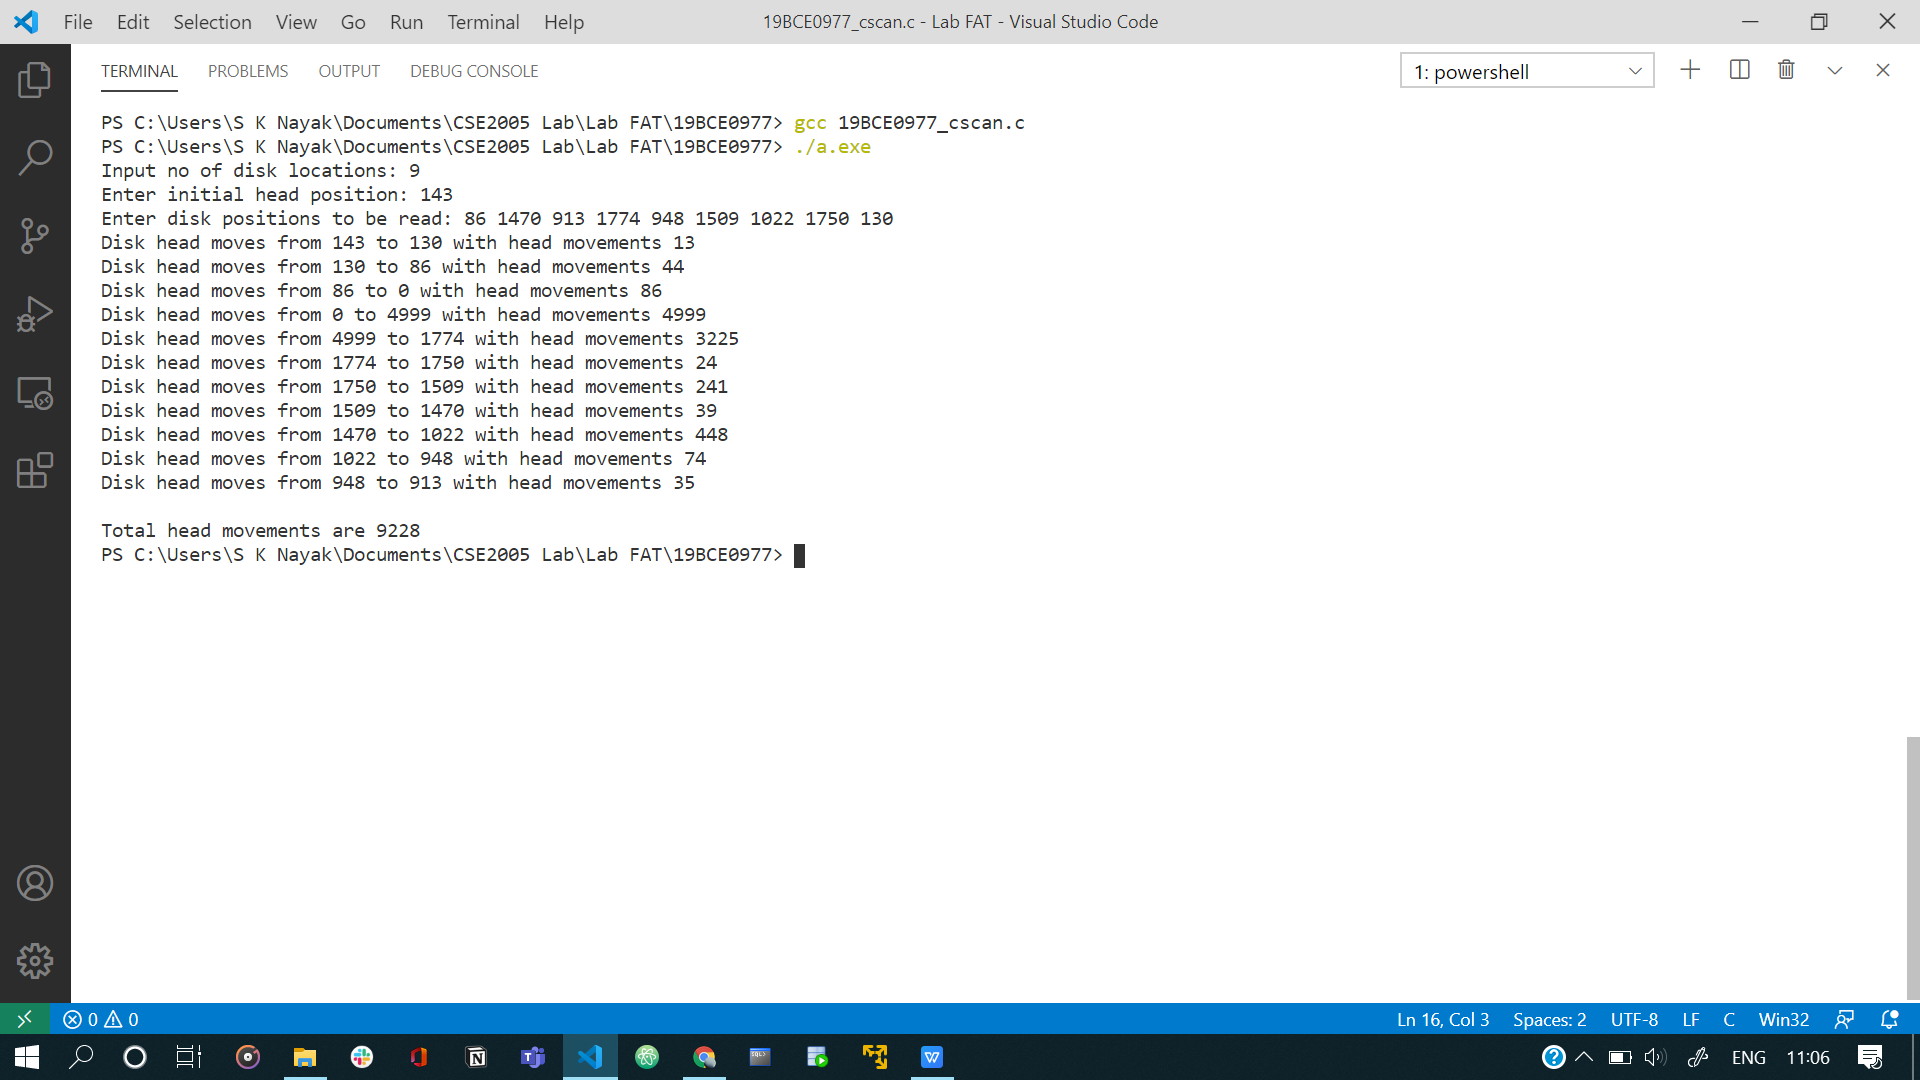 File Edit Selection View Go Run Terminal Help 19BCE0977_cscan.c - Lab FAT - Visual Studio Code
TERMINAL PROBLEMS OUTPUT DEBUG CONSOLE 1: powershell
PS C:\Users\S K Nayak\Documents\CSE2005 Lab\Lab FAT\19BCE0977> gcc 19BCE0977_cscan.c
PS C:\Users\S K Nayak\Documents\CSE2005 Lab\Lab FAT\19BCE0977> ./a.exe
Input no of disk locations: 9
Enter initial head position: 143
Enter disk positions to be read: 86 1470 913 1774 948 1509 1022 1750 130
Disk head moves from 143 to 130 with head movements 13
Disk head moves from 130 to 86 with head movements 44
Disk head moves from 86 to 0 with head movements 86
Disk head moves from 0 to 4999 with head movements 4999
Disk head moves from 4999 to 1774 with head movements 3225
Disk head moves from 1774 to 1750 with head movements 24
Disk head moves from 1750 to 1509 with head movements 241
Disk head moves from 1509 to 1470 with head movements 39
Disk head moves from 1470 to 1022 with head movements 448
Disk head moves from 1022 to 948 with head movements 74
Disk head moves from 948 to 913 with head movements 35
Total head movements are 9228
PS C:\Users\S K Nayak\Documents\CSE2005 Lab\Lab FAT\19BCE0977>
0 0 Ln 16, Col 3 Spaces: 2 UTF-8 LF C Win32
ENG 11:06